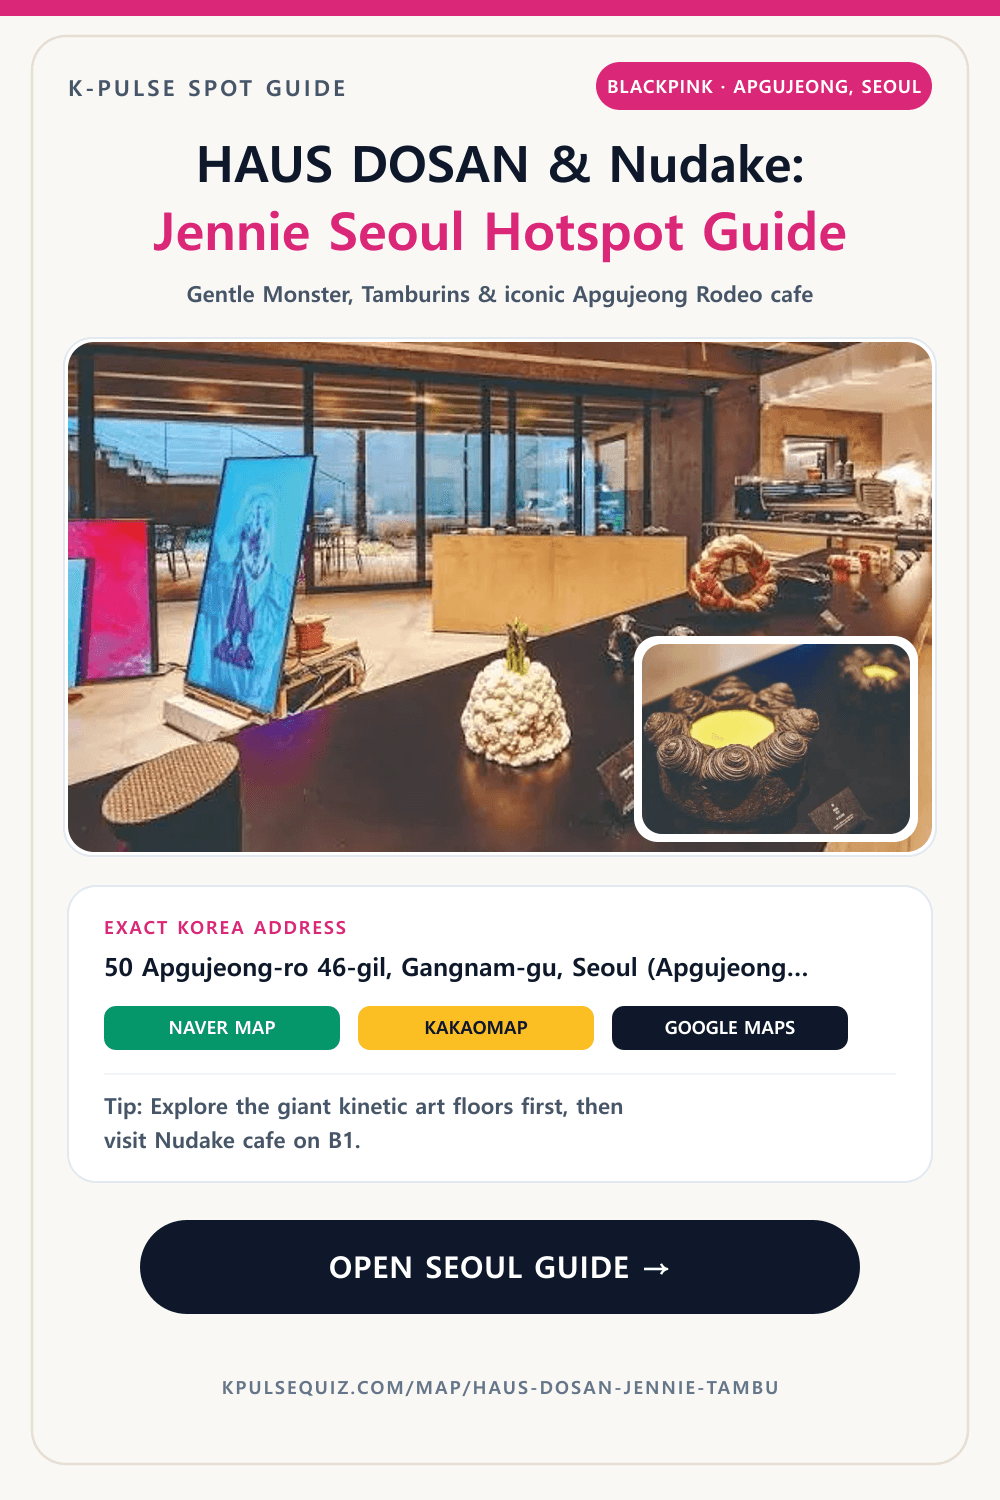 K-PULSE SPOT GUIDE
BLACKPINK · APGUJEONG, SEOUL
HAUS DOSAN & Nudake:
Jennie Seoul Hotspot Guide
Gentle Monster, Tamburins & iconic Apgujeong Rodeo cafe
EXACT KOREA ADDRESS
50 Apgujeong-ro 46-gil, Gangnam-gu, Seoul (Apgujeong...
NAVER MAP
KAKAOMAP
GOOGLE MAPS
Tip: Explore the giant kinetic art floors first, then
visit Nudake cafe on B1.
OPEN SEOUL GUIDE →
KPULSEQUIZ.COM/MAP/HAUS-DOSAN-JENNIE-TAMBU